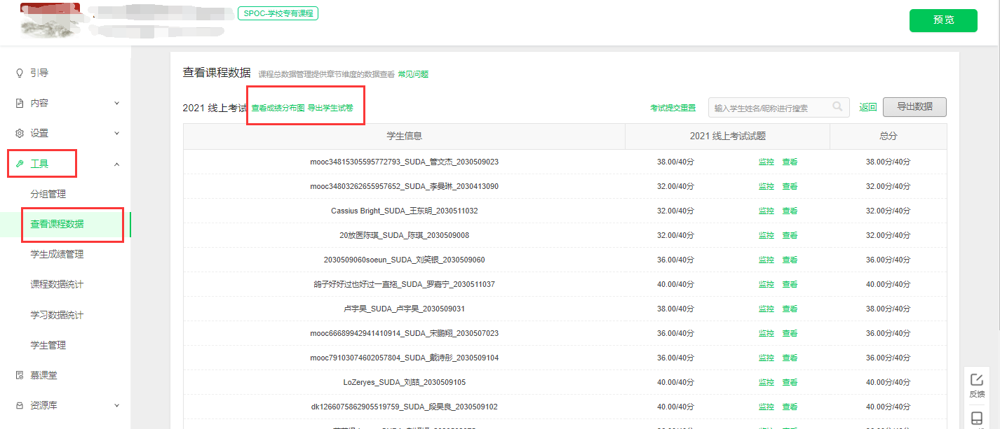 SPOC-学校专有课程
预览
引导
内容
设置
工具
分组管理
查看课程数据
学生成绩管理
课程数据统计
学习数据统计
学生管理
慕课堂
资源库
查看课程数据 课程总数据管理提供章节维度的数据查看 常见问题
2021 线上考试 查看成绩分布图 导出学生试卷 考试提交重置 输入学生姓名/昵称进行搜索 返回 导出数据
学生信息 2021 线上考试试题 总分
mooc34815305595772793_SUDA_管文杰_2030509023 38.00/40分 监控 查看 38.00分/40分
mooc34803262655957652_SUDA_李晏琳_2030413090 32.00/40分 监控 查看 32.00分/40分
Cassius Bright_SUDA_王东明_2030511032 32.00/40分 监控 查看 32.00分/40分
20放医陈琪_SUDA_陈琪_2030509008 32.00/40分 监控 查看 32.00分/40分
2030509060soeun_SUDA_刘笑银_2030509060 36.00/40分 监控 查看 36.00分/40分
鸽子好好过也好过一直拖_SUDA_罗嘉宁_2030511037 40.00/40分 监控 查看 40.00分/40分
卢宇昊_SUDA_卢宇昊_2030509031 38.00/40分 监控 查看 38.00分/40分
mooc66689942941410914_SUDA_宋鹏翔_2030507023 36.00/40分 监控 查看 36.00分/40分
mooc79103074602057804_SUDA_戴诗彤_2030509104 36.00/40分 监控 查看 36.00分/40分
LoZeryes_SUDA_刘喆_2030509105 40.00/40分 监控 查看 40.00分/40分
dk1266075862905519759_SUDA_段昊良_2030509102 40.00/40分 监控 查看 40.00分/40分
反馈